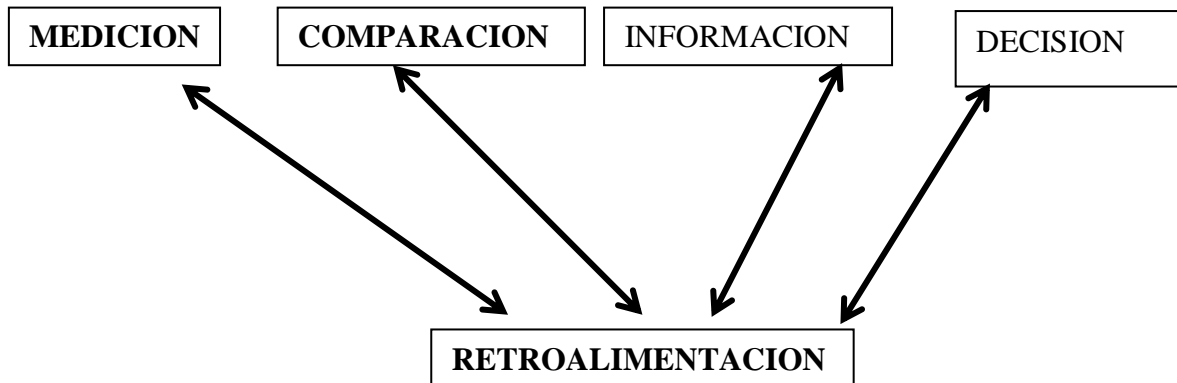 MEDICION
COMPARACION
INFORMACION
DECISION
RETROALIMENTACION